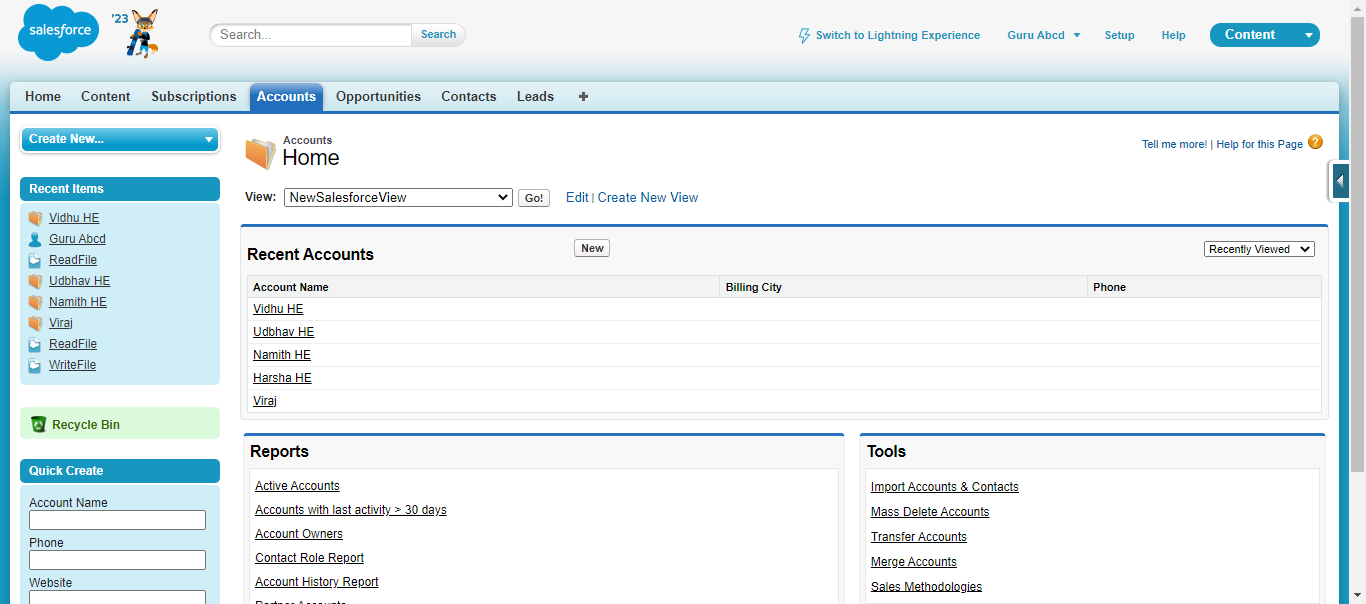 salesforce
'23
Search...
Search
Switch to Lightning Experience
Guru Abcd
Setup
Help
Content
Home
Content
Subscriptions
Accounts
Opportunities
Contacts
Leads
+
Create New...
Recent Items
Vidhu HE
Guru Abcd
ReadFile
Udbhav HE
Namith HE
Viraj
ReadFile
WriteFile
Recycle Bin
Quick Create
Account Name
Phone
Website
Accounts
Home
Tell me more! | Help for this Page ?
View: NewSalesforceView Go! Edit | Create New View
Recent Accounts
New
Recently Viewed
Account Name Billing City Phone
Vidhu HE
Udbhav HE
Namith HE
Harsha HE
Viraj
Reports
Active Accounts
Accounts with last activity > 30 days
Account Owners
Contact Role Report
Account History Report
Partner Accounts
Tools
Import Accounts & Contacts
Mass Delete Accounts
Transfer Accounts
Merge Accounts
Sales Methodologies